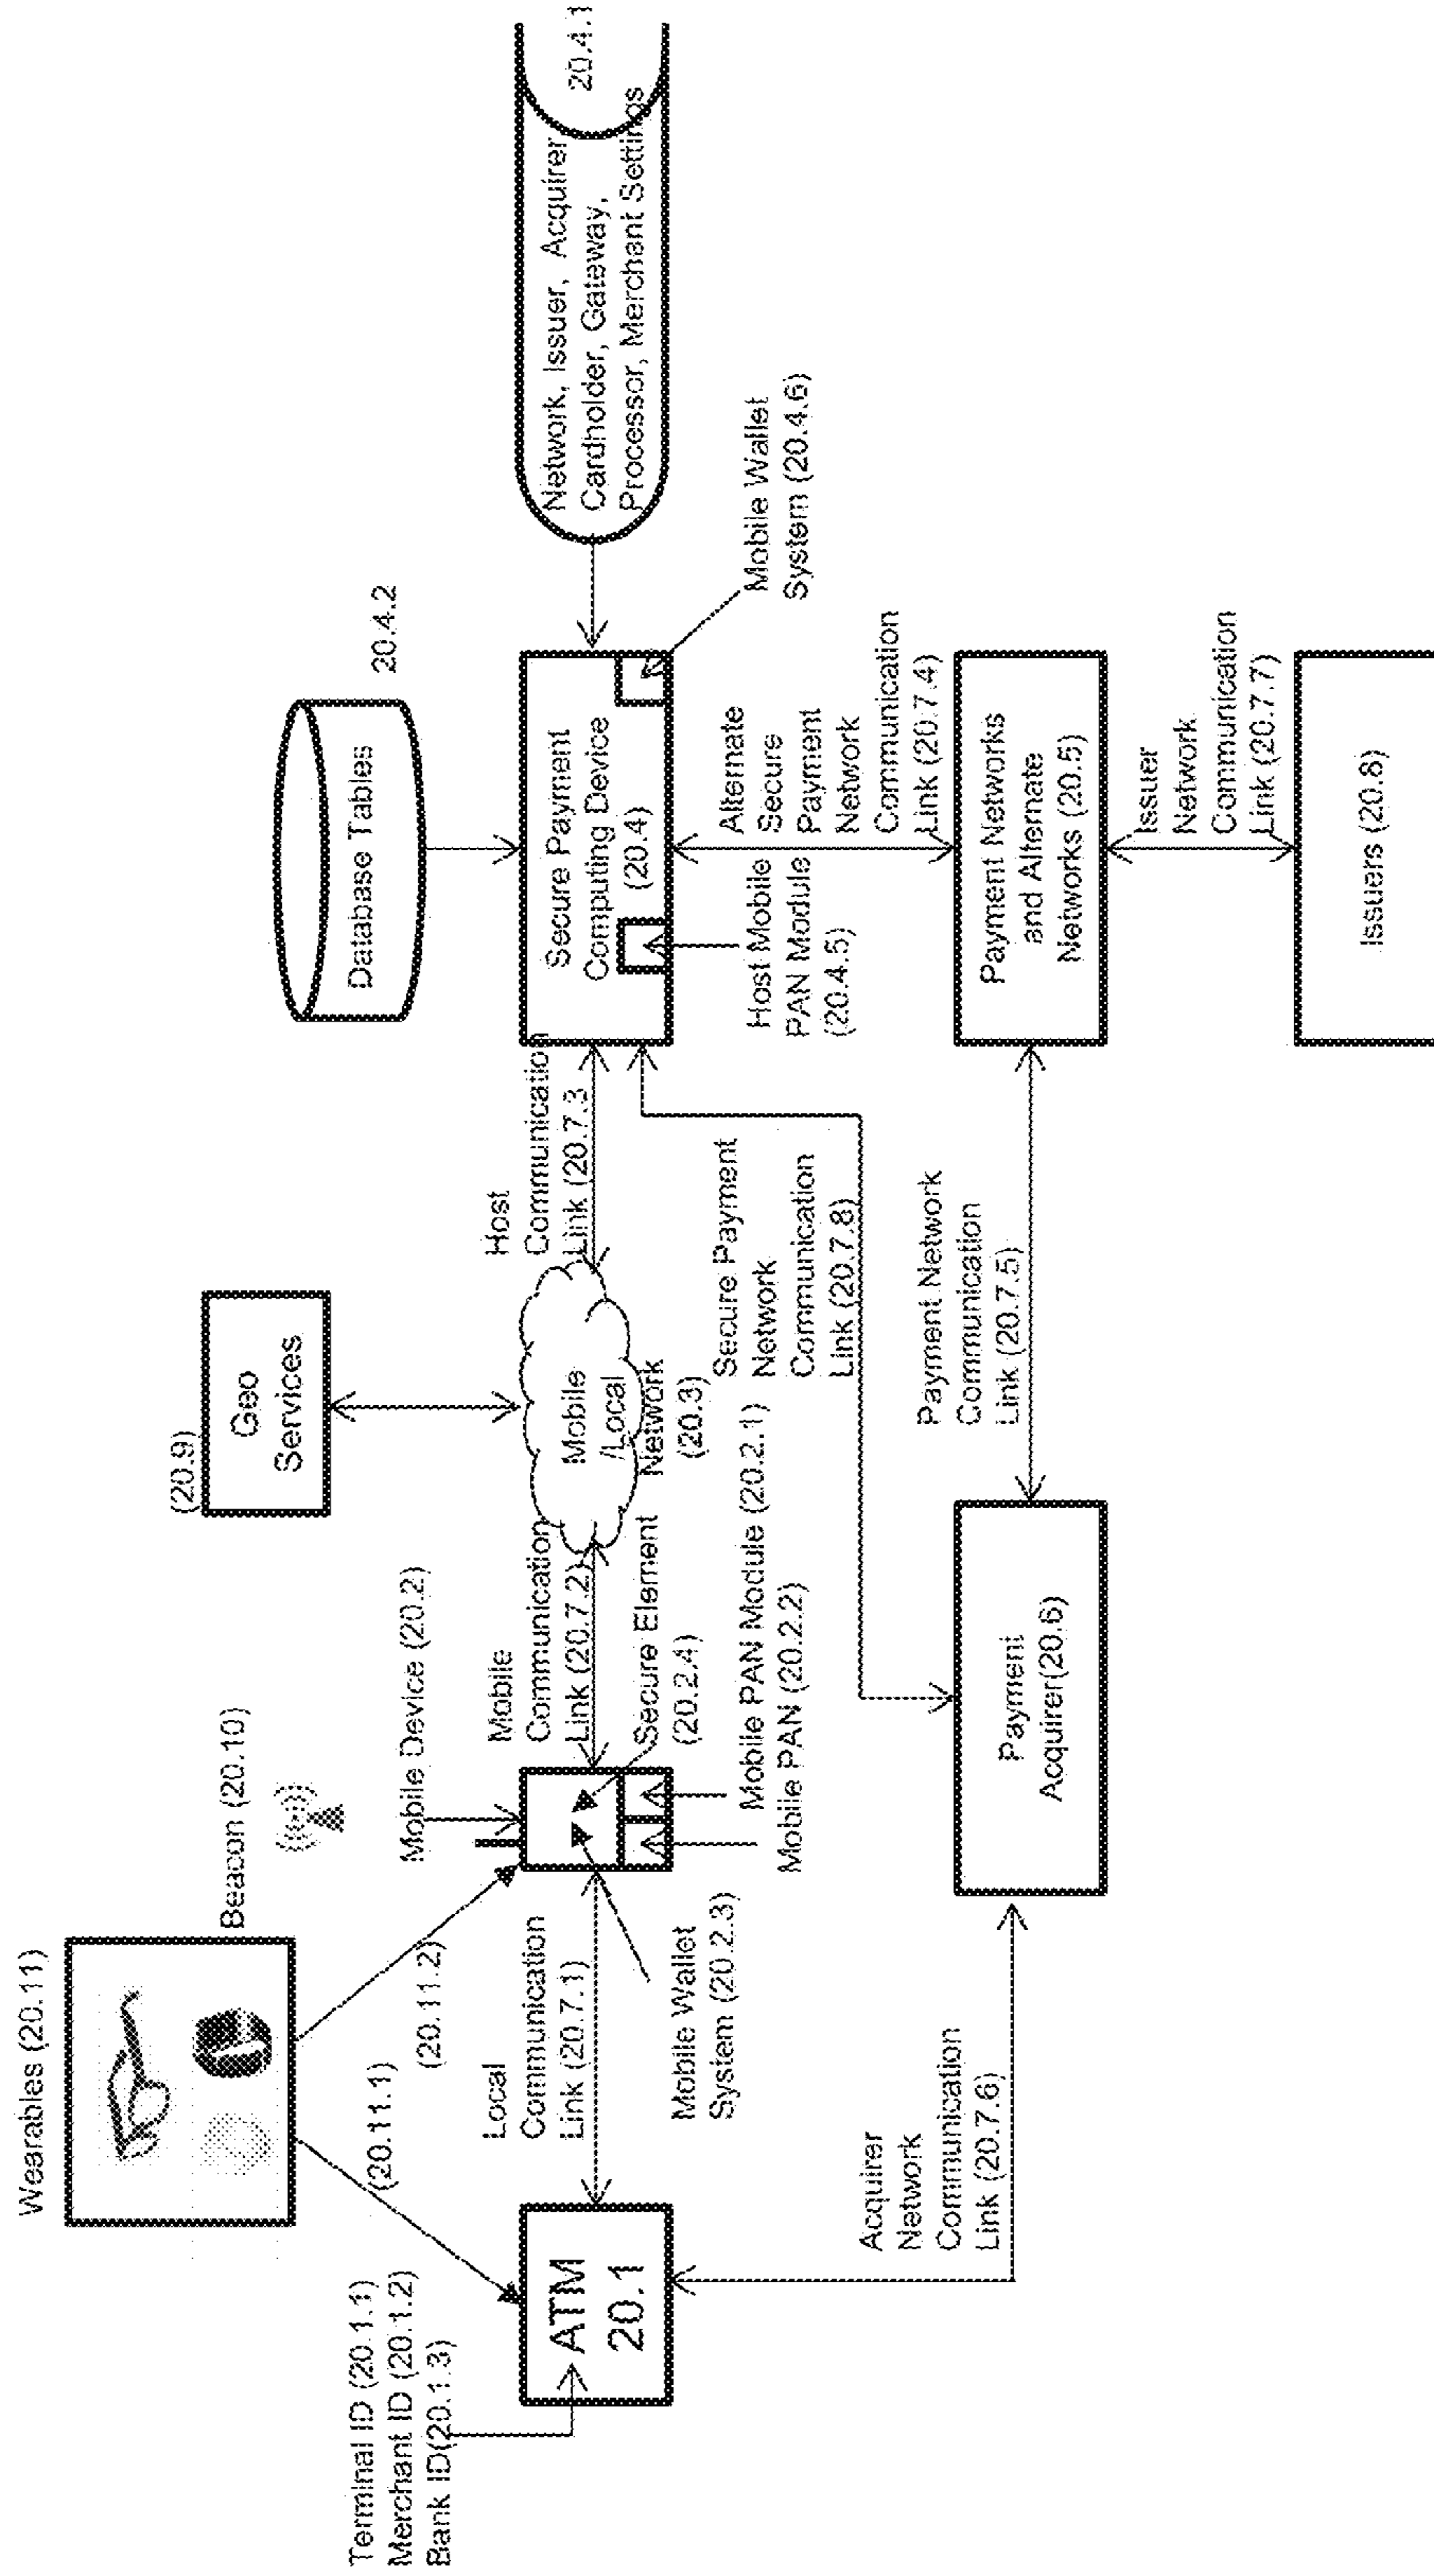 Wearables (20.11)
Beacon (20.10)
(20.9)
Geo
Services
Database Tables
20.4.2
Terminal ID (20.1.1)
Merchant ID (20.1.2)
Bank ID(20.1.3)
(20.11.1)
(20.11.2)
Mobile Device (20.2)
ATM
20.1
Local
Communication
Link (20.7.1)
Mobile
Communication
Link (20.7.2)
Secure Element
(20.2.4)
Mobile
/Local
Network
(20.3)
Host
Communication
Link (20.7.3
Secure Payment
Computing Device
(20.4)
Network, Issuer, Acquirer
Cardholder, Gateway,
Processor, Merchant Settings
20.4.1
Mobile Wallet
System (20.2.3)
Mobile PAN Module (20.2.1)
Mobile PAN (20.2.2)
Secure Payment
Network
Communication
Link (20.7.8)
Host Mobile
PAN Module
(20.4.5)
Alternate
Secure
Payment
Network
Communication
Link (20.7.4)
Mobile Wallet
System (20.4.6)
Acquirer
Network
Communication
Link (20.7.6)
Payment
Acquirer(20.6)
Payment Network
Communication
Link (20.7.5)
Payment Networks
and Alternate
Networks (20.5)
Issuer
Network
Communication
Link (20.7.7)
Issuers (20.8)